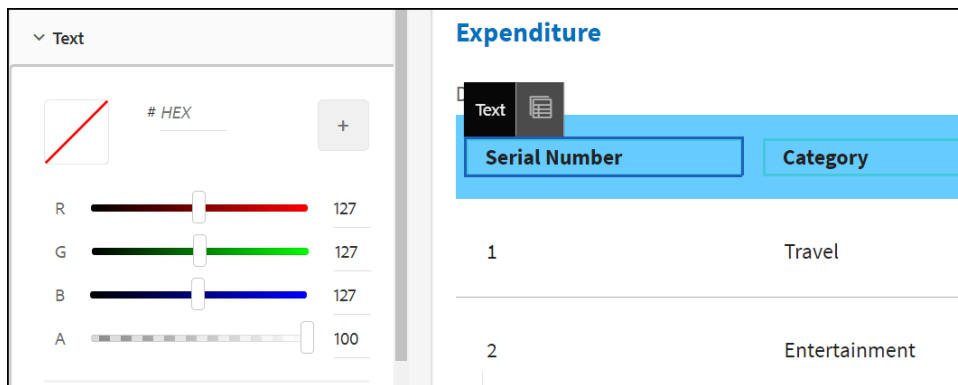 Text
# HEX
+
R 127
G 127
B 127
A 100
Expenditure
Text
Serial Number Category
1 Travel
2 Entertainment